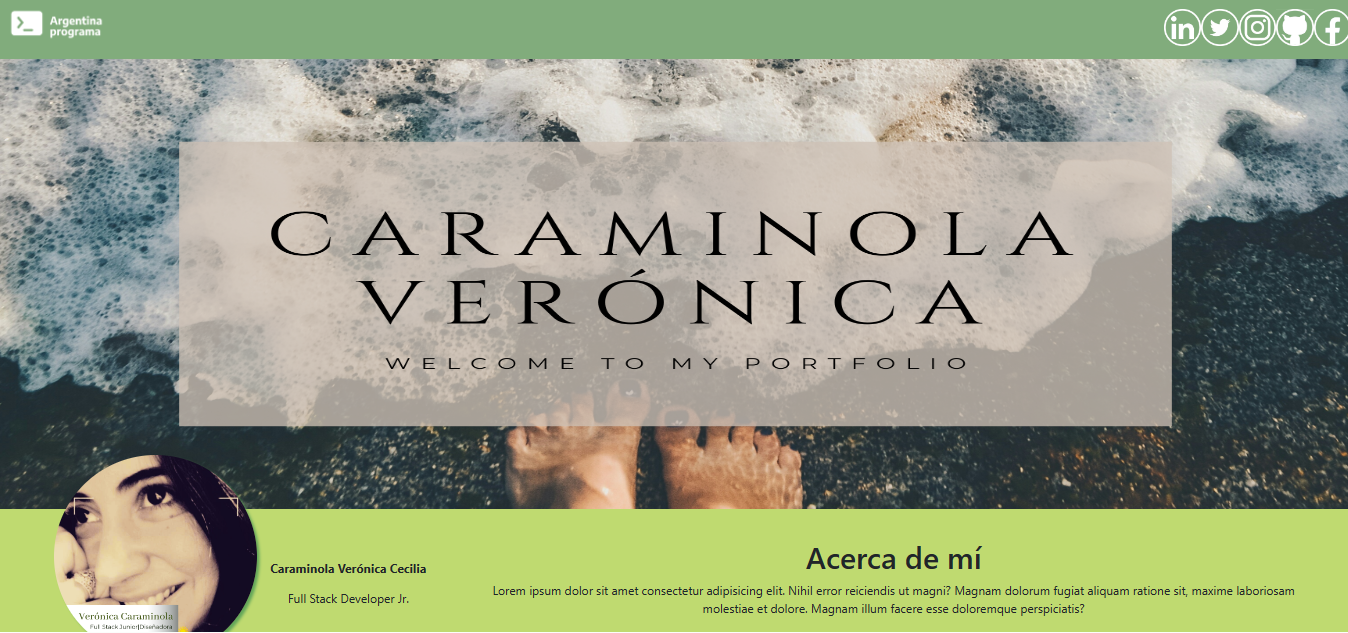 Argentina
programa
CARAMINOLA
VERÓNICA
WELCOME TO MY PORTFOLIO
Verónica Caraminola
Full Stack Junior|Diseñadora
Caraminola Verónica Cecilia
Full Stack Developer Jr.
Acerca de mí
Lorem ipsum dolor sit amet consectetur adipisicing elit. Nihil error reiciendis ut magni? Magnam dolorum fugiat aliquam ratione sit, maxime laboriosam
molestiae et dolore. Magnam illum facere esse doloremque perspiciatis?